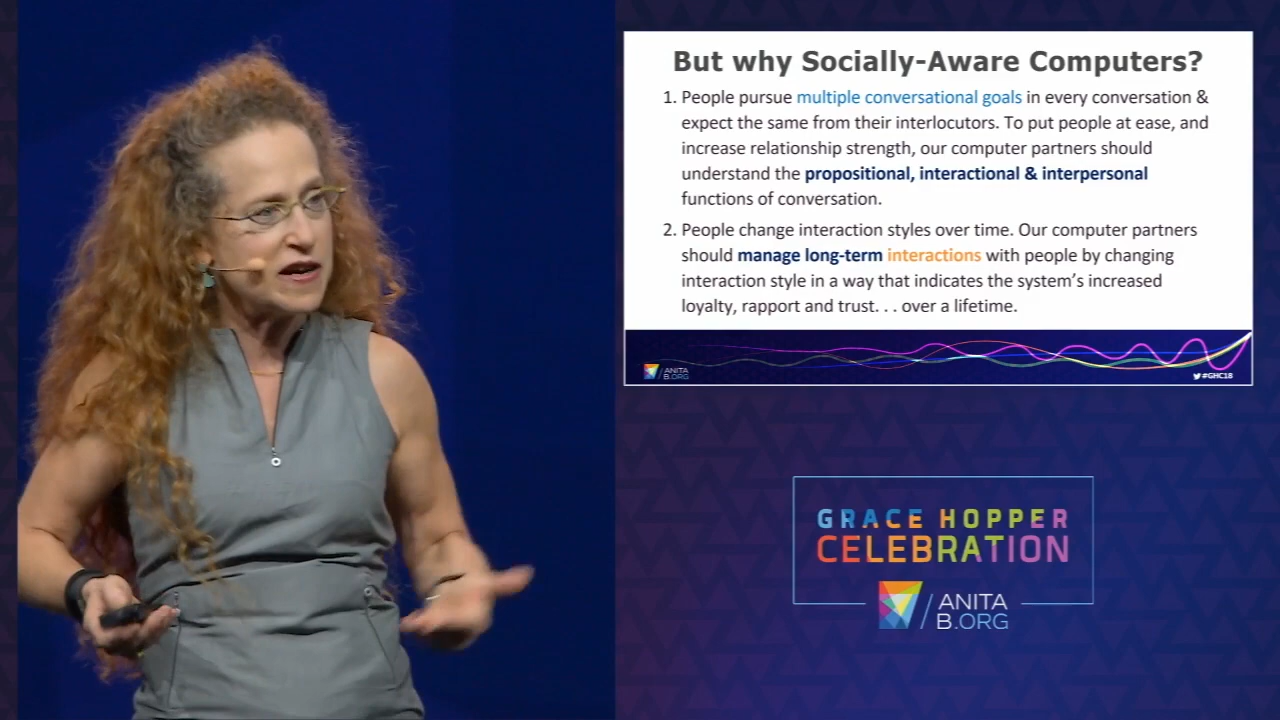 But why Socially-Aware Computers?
1. People pursue multiple conversational goals in every conversation &
expect the same from their interlocutors. To put people at ease, and
increase relationship strength, our computer partners should
understand the propositional, interactional & interpersonal
functions of conversation.
2. People change interaction styles over time. Our computer partners
should manage long-term interactions with people by changing
interaction style in a way that indicates the system's increased
loyalty, rapport and trust. . . over a lifetime.
ANITA
B.ORG
#GHC18
GRACE HOPPER
CELEBRATION
ANITA
B.ORG